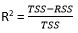 R² = TSS−RSS / TSS